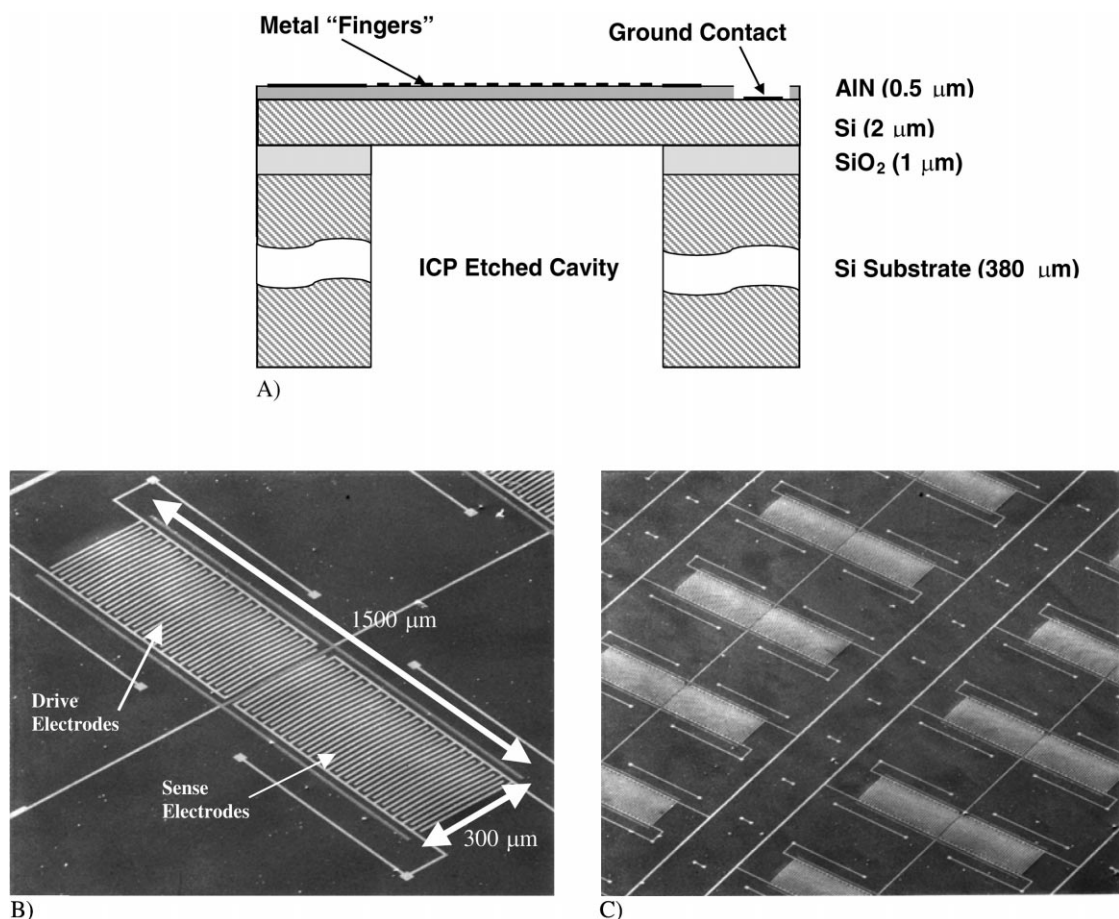 Metal “Fingers”
Ground Contact
AlN (0.5 μm)
Si (2 μm)
SiO₂ (1 μm)
ICP Etched Cavity
Si Substrate (380 μm)
A)
1500 μm
Drive
Electrodes
Sense
Electrodes
300 μm
B)
C)